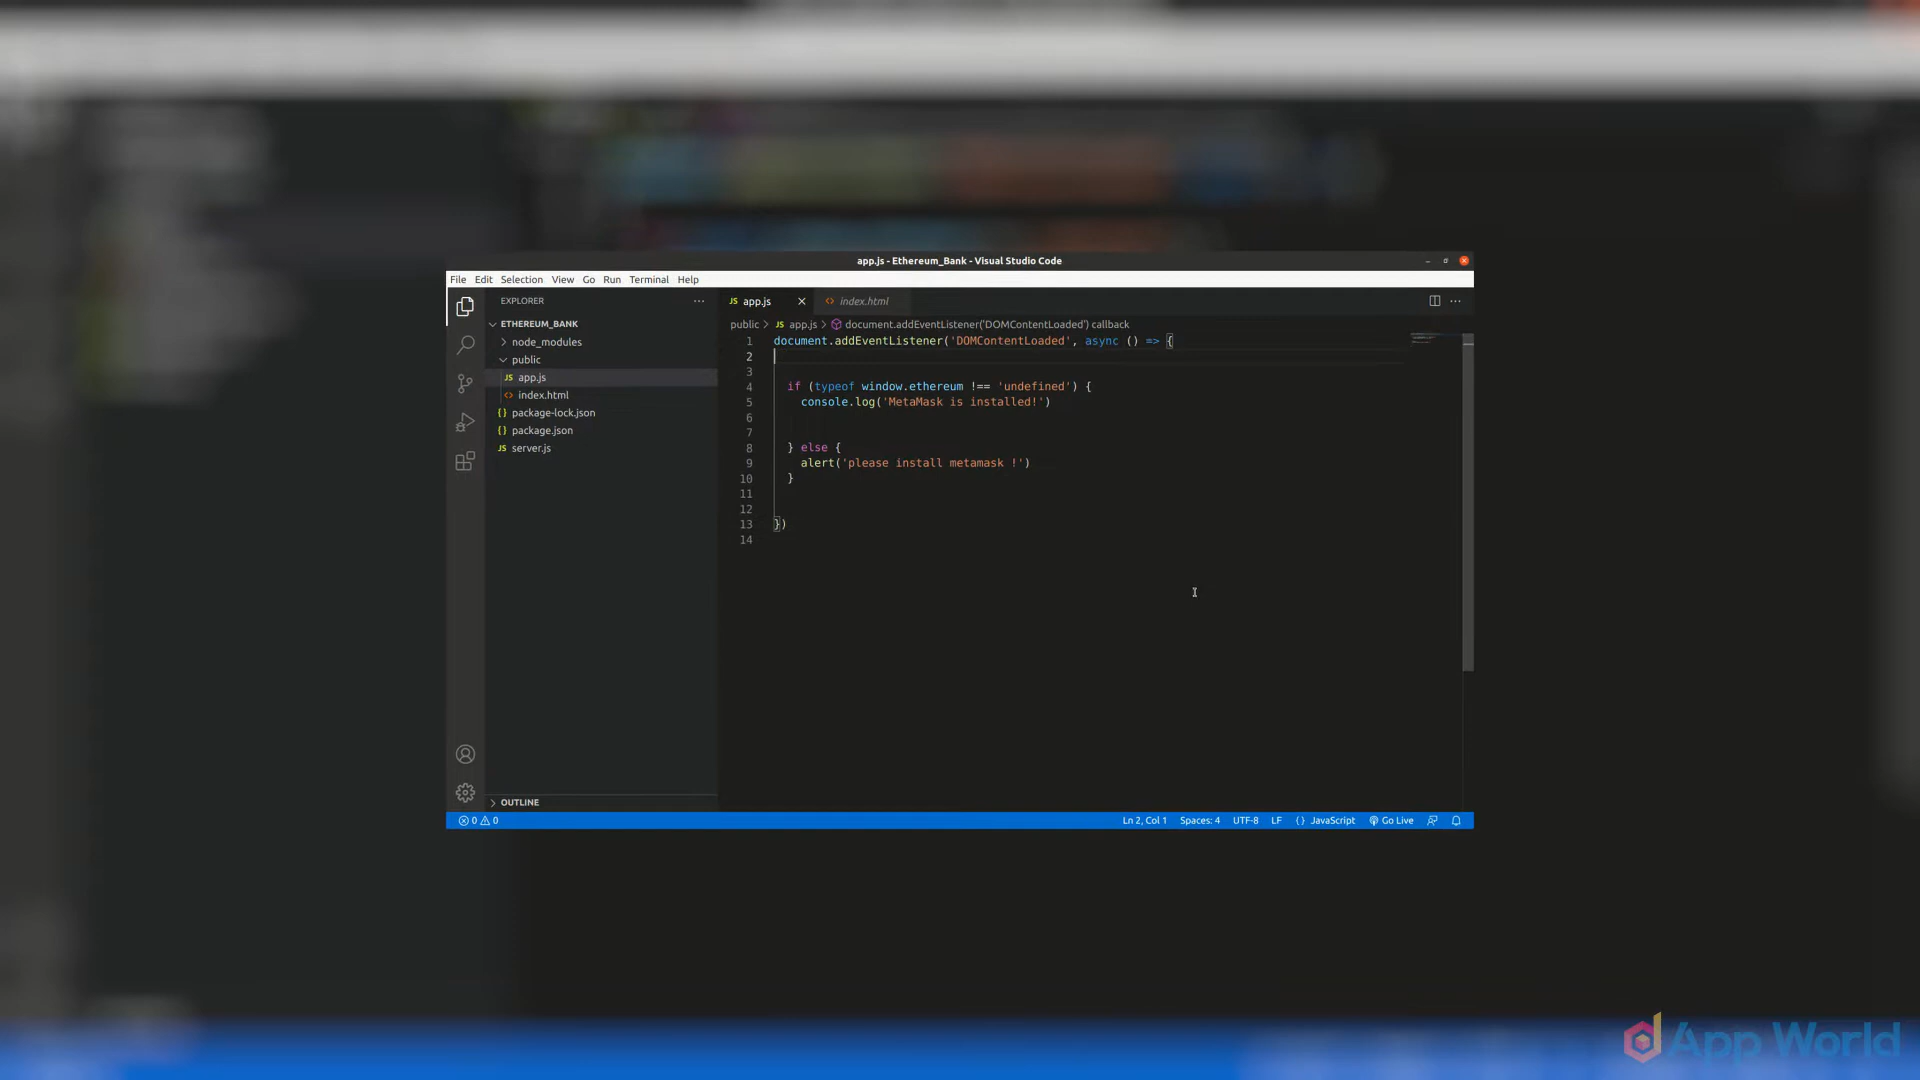 app.js - Ethereum_Bank - Visual Studio Code
File Edit Selection View Go Run Terminal Help
EXPLORER
ETHEREUM_BANK
node_modules
public
JS app.js
<> index.html
{} package-lock.json
{} package.json
JS server.js
OUTLINE
JS app.js
<> index.html
public > JS app.js > document.addEventListener('DOMContentLoaded') callback
1 document.addEventListener('DOMContentLoaded', async () => {
2
3
4 if (typeof window.ethereum !== 'undefined') {
5 console.log('MetaMask is installed!')
6
7
8 } else {
9 alert('please install metamask !')
10 }
11
12
13 })
14
0 0
Ln 2, Col 1 Spaces: 4 UTF-8 LF {} JavaScript Go Live
d App World